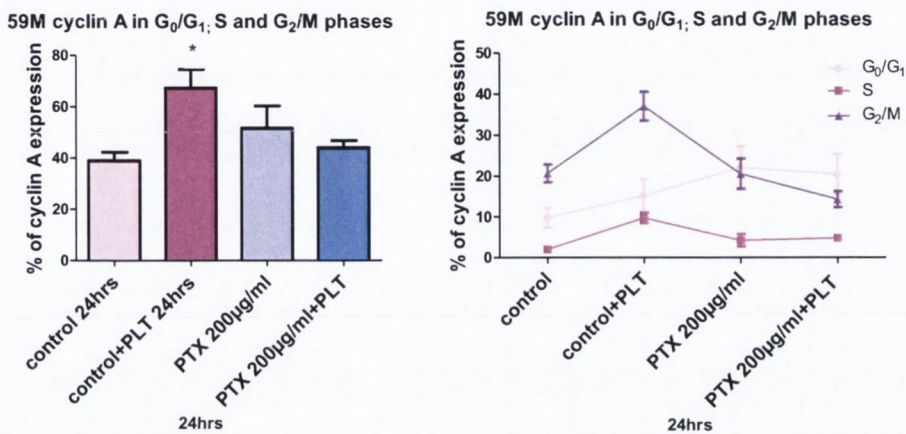 59M cyclin A in G₀/G₁; S and G₂/M phases
% of cyclin A expression
80
60
40
20
0
*
control 24hrs
control+PLT 24hrs
PTX 200µg/ml
PTX 200µg/ml+PLT
24hrs
59M cyclin A in G₀/G₁; S and G₂/M phases
% of cyclin A expression
50
40
30
20
10
0
G₀/G₁
S
G₂/M
control
control+PLT
PTX 200µg/ml
PTX 200µg/ml+PLT
24hrs